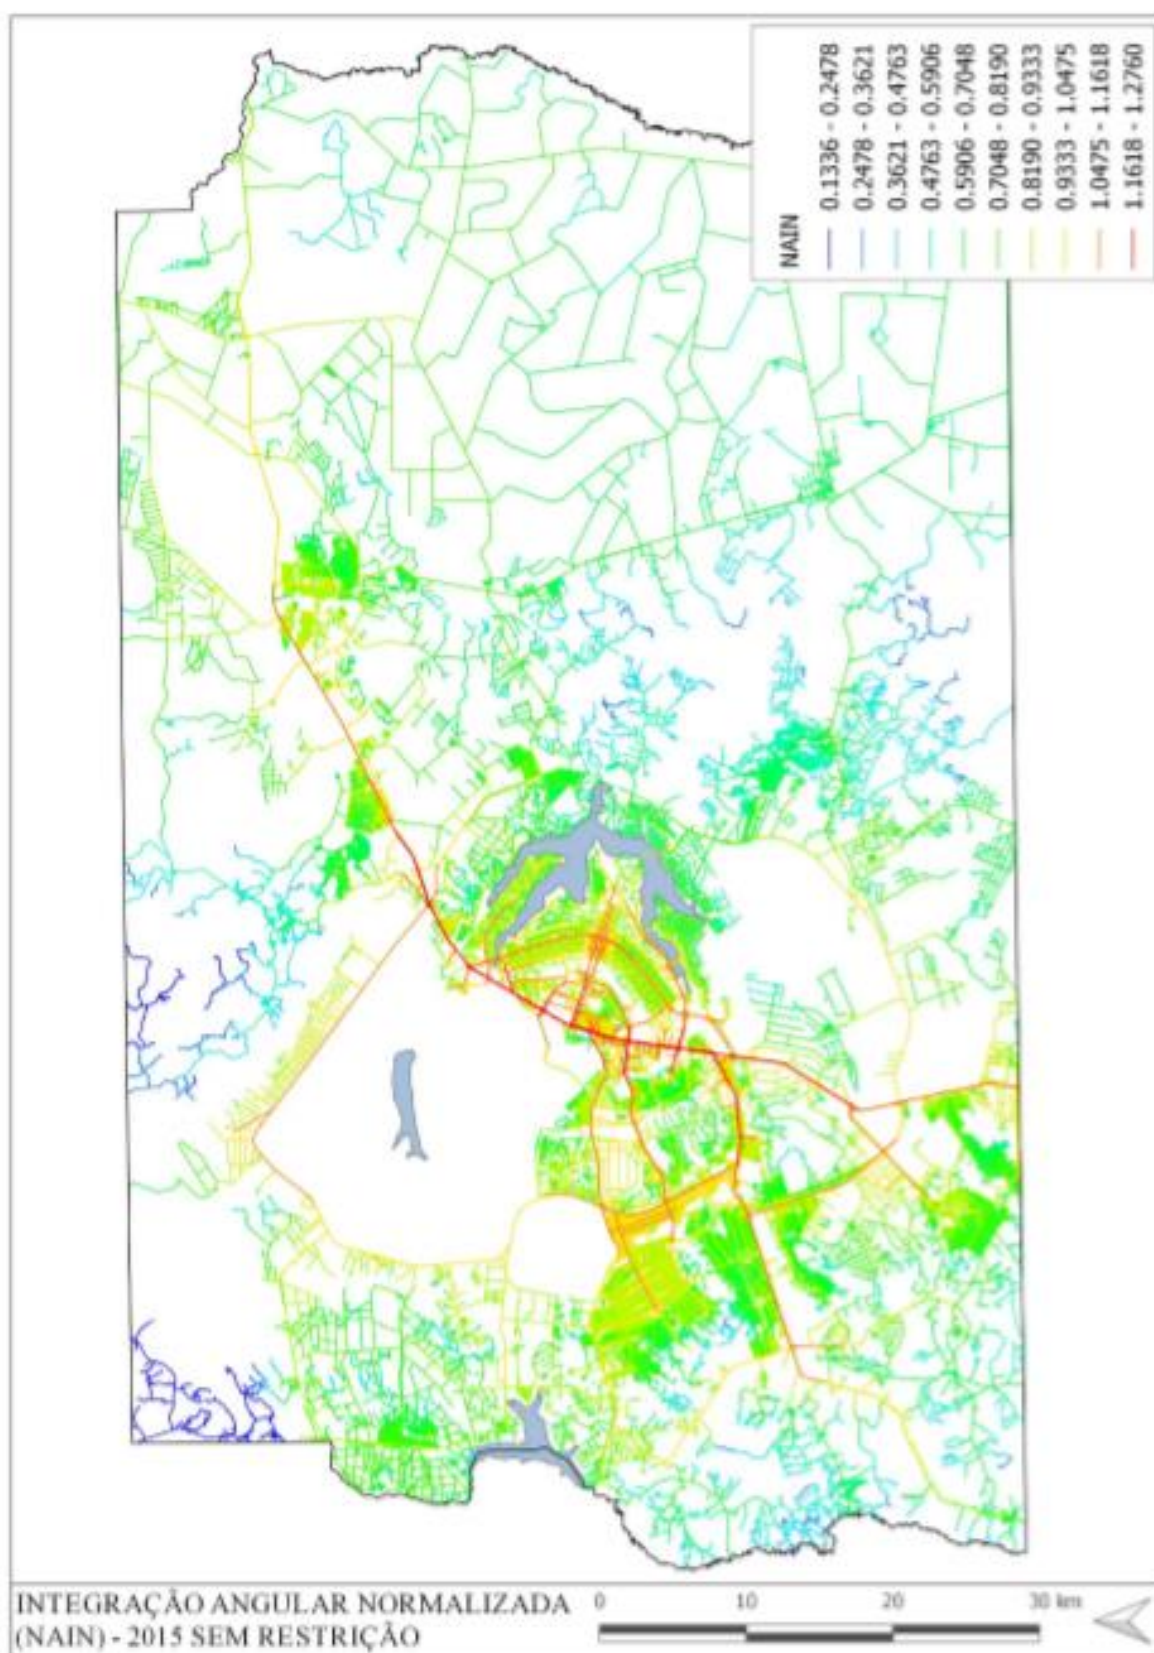 NAIN
0.1336 - 0.2478
0.2478 - 0.3621
0.3621 - 0.4763
0.4763 - 0.5906
0.5906 - 0.7048
0.7048 - 0.8190
0.8190 - 0.9333
0.9333 - 1.0475
1.0475 - 1.1618
1.1618 - 1.2760
INTEGRAÇÃO ANGULAR NORMALIZADA
(NAIN) - 2015 SEM RESTRIÇÃO
0 10 20 30 km